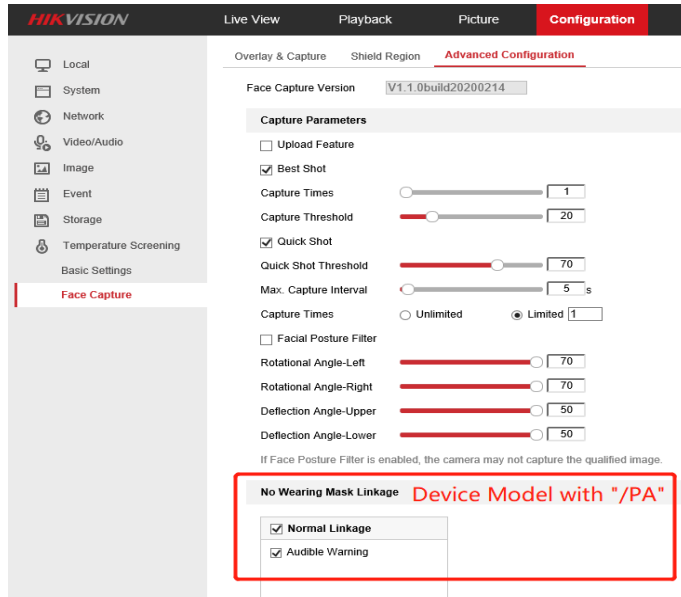 HIKVISION
Live View Playback Picture Configuration
Local
System
Network
Video/Audio
Image
Event
Storage
Temperature Screening
Basic Settings
Face Capture
Overlay & Capture Shield Region Advanced Configuration
Face Capture Version V1.1.0build20200214
Capture Parameters
Upload Feature
Best Shot
Capture Times 1
Capture Threshold 20
Quick Shot
Quick Shot Threshold 70
Max. Capture Interval 5 s
Capture Times Unlimited Limited 1
Facial Posture Filter
Rotational Angle-Left 70
Rotational Angle-Right 70
Deflection Angle-Upper 50
Deflection Angle-Lower 50
If Face Posture Filter is enabled, the camera may not capture the qualified image.
No Wearing Mask Linkage Device Model with "/PA"
Normal Linkage
Audible Warning